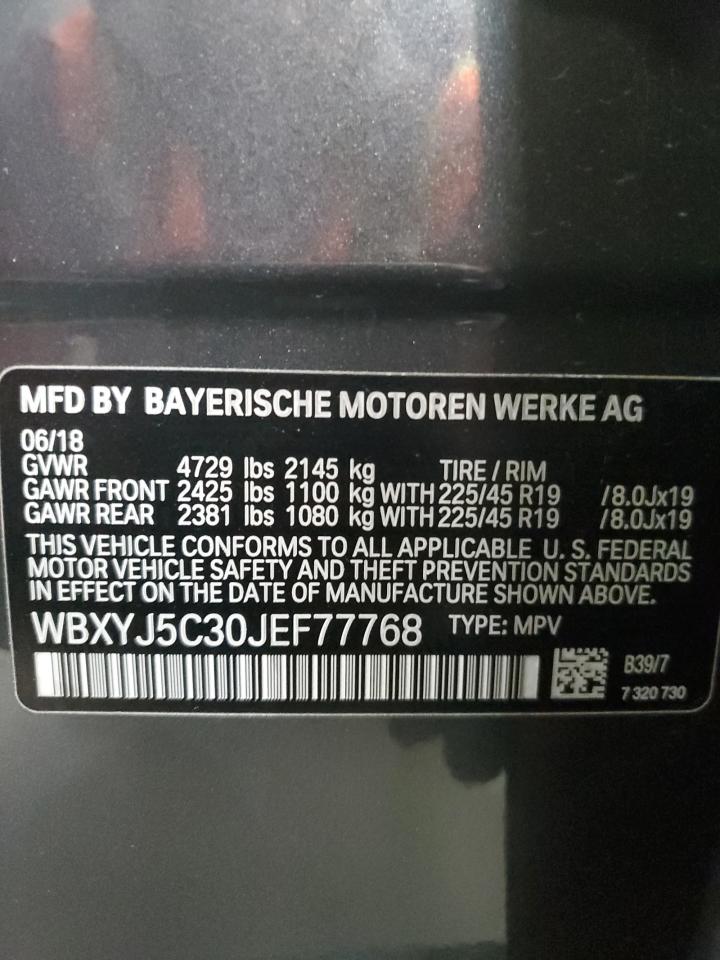 MFD BY BAYERISCHE MOTOREN WERKE AG
06/18
GVWR 4729 lbs 2145 kg TIRE / RIM
GAWR FRONT 2425 lbs 1100 kg WITH 225/45 R19 /8.0Jx19
GAWR REAR 2381 lbs 1080 kg WITH 225/45 R19 /8.0Jx19
THIS VEHICLE CONFORMS TO ALL APPLICABLE U. S. FEDERAL
MOTOR VEHICLE SAFETY AND THEFT PREVENTION STANDARDS
IN EFFECT ON THE DATE OF MANUFACTURE SHOWN ABOVE.
WBXYJ5C30JEF77768 TYPE: MPV
B39/7
7 320 730